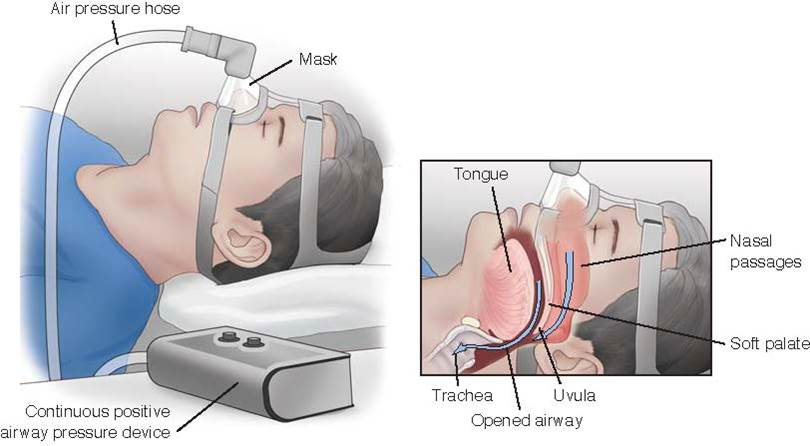 Air pressure hose
Mask
Continuous positive
airway pressure device
Tongue
Nasal
passages
Soft palate
Trachea
Uvula
Opened airway